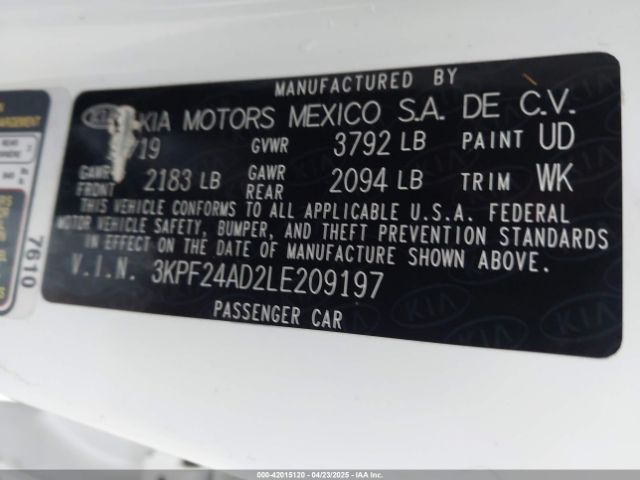 MANUFACTURED BY
KIA MOTORS MEXICO S.A. DE C.V.
/19 GVWR 3792 LB PAINT UD
GAWR FRONT 2183 LB GAWR REAR 2094 LB TRIM WK
THIS VEHICLE CONFORMS TO ALL APPLICABLE U.S.A. FEDERAL
MOTOR VEHICLE SAFETY, BUMPER, AND THEFT PREVENTION STANDARDS
IN EFFECT ON THE DATE OF MANUFACTURE SHOWN ABOVE.
V.I.N. 3KPF24AD2LE209197
PASSENGER CAR
7610
KIA
000-42015120 - 04/23/2025 - IAAINC